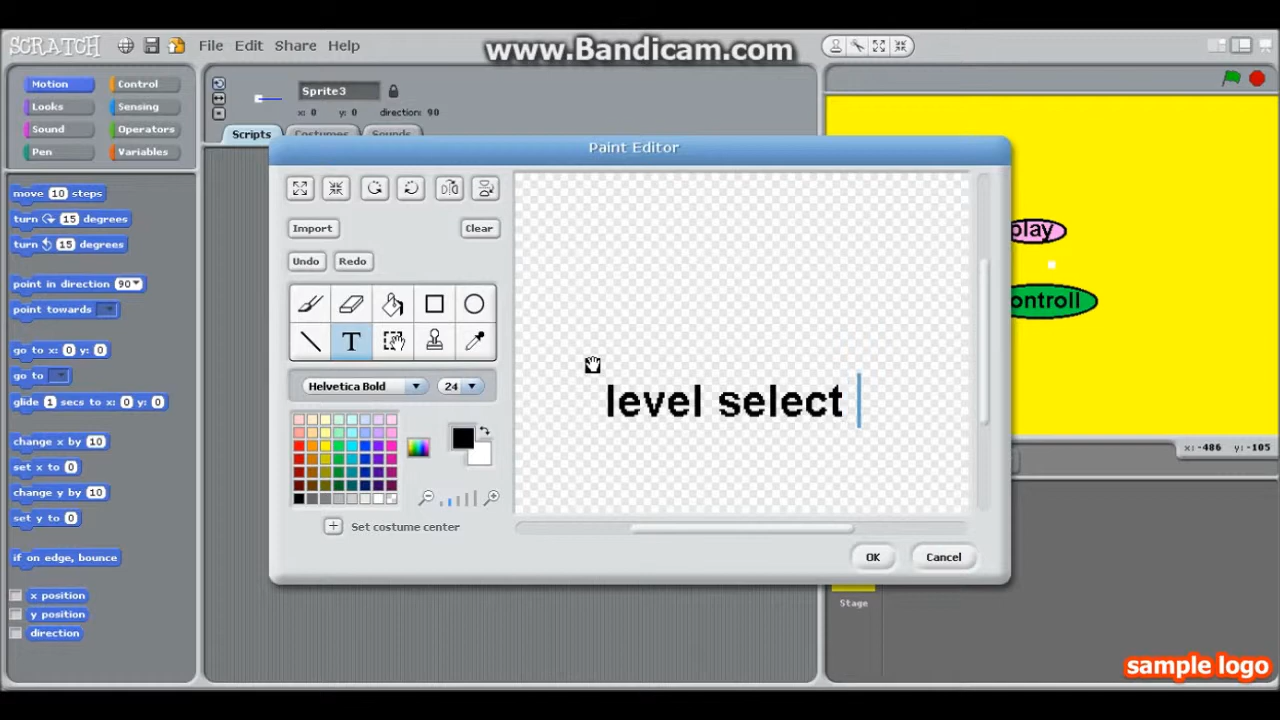 www.Bandicam.com
SCRATCH
File Edit Share Help
Motion Control
Looks Sensing
Sound Operators
Pen Variables
Sprite3
x: 0 y: 0 direction: 90
Scripts Costumes Sounds
move 10 steps
turn 15 degrees
turn 15 degrees
point in direction 90
point towards
go to x: 0 y: 0
go to
glide 1 secs to x: 0 y: 0
change x by 10
set x to 0
change y by 10
set y to 0
if on edge, bounce
x position
y position
direction
Paint Editor
Import Clear
Undo Redo
T
Helvetica Bold 24
Set costume center
level select
OK Cancel
play
ontroll
x: -486 y: -105
Stage
sample logo